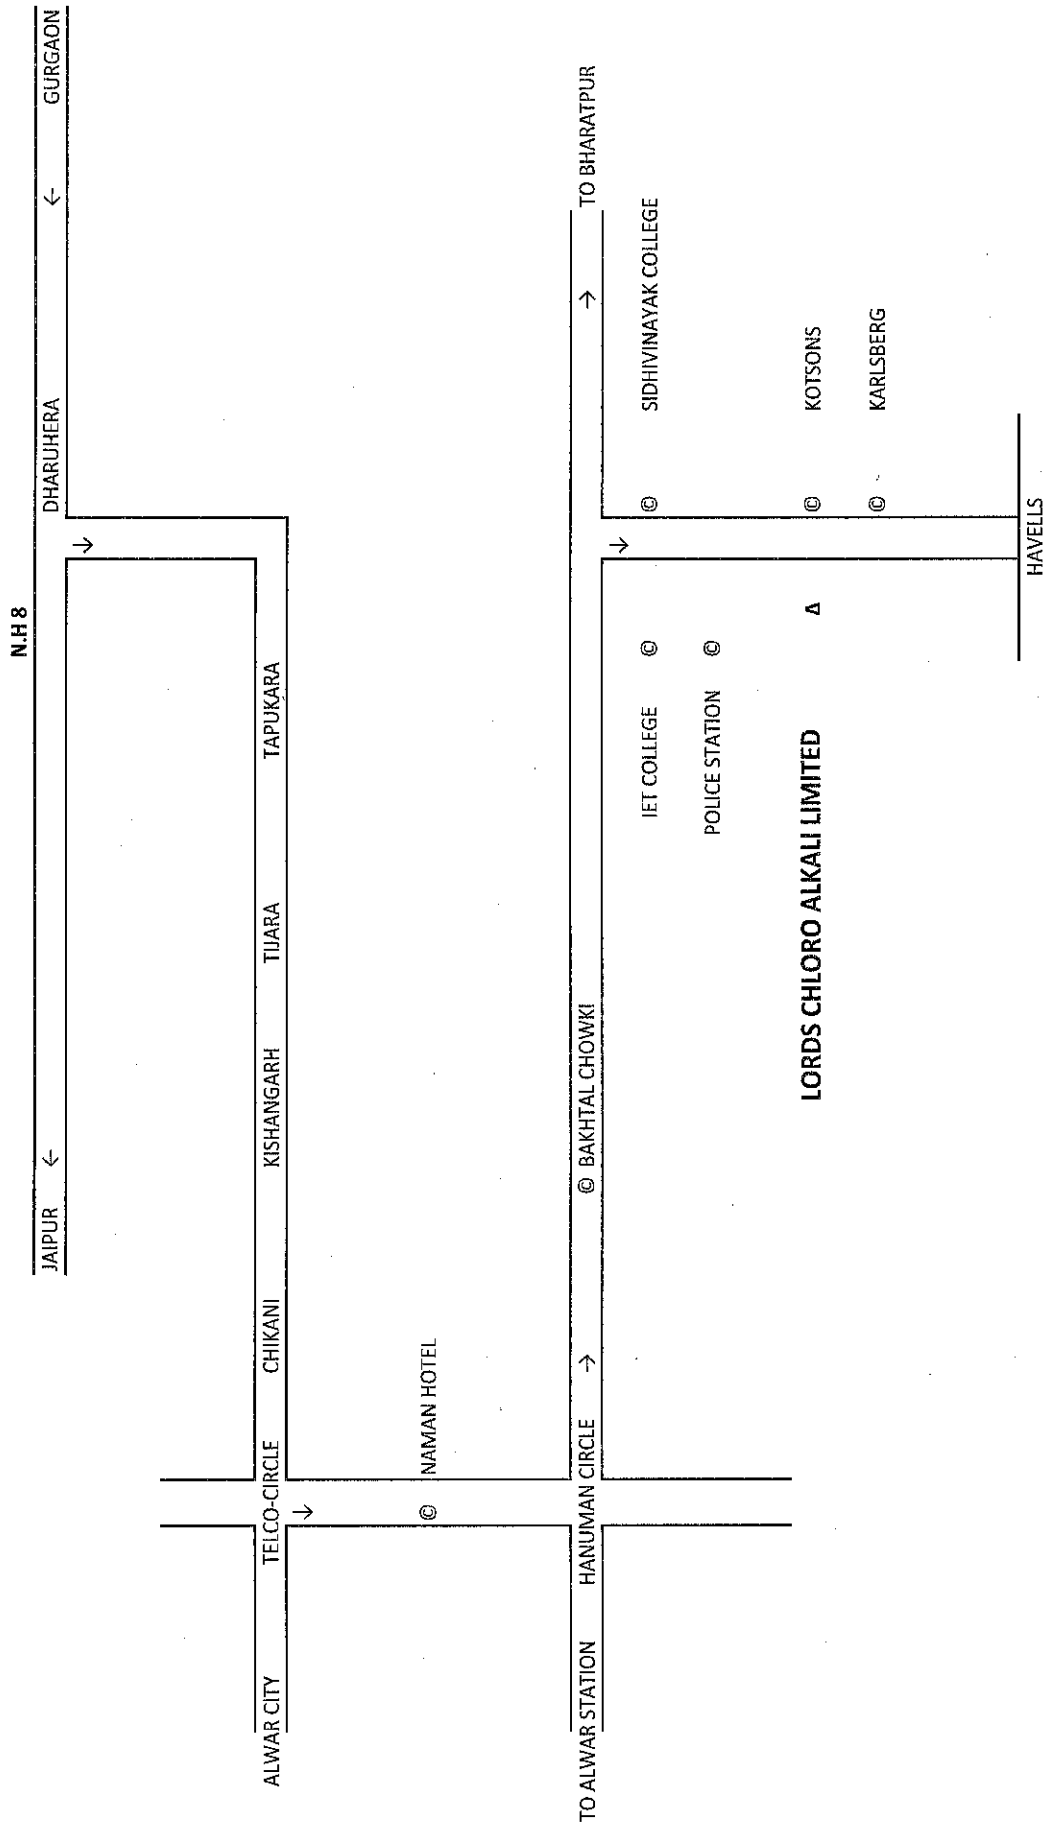 N.H 8
JAIPUR ← DHARUHERA ← GURGAON
↓
ALWAR CITY TELCO-CIRCLE CHIKANI KISHANGARH TIJARA TAPUKARA
↓
© NAMAN HOTEL
TO ALWAR STATION HANUMAN CIRCLE → © BAKHTAL CHOWKI → TO BHARATPUR
↓
IET COLLEGE © © SIDHIVINAYAK COLLEGE
POLICE STATION ©
LORDS CHLORO ALKALI LIMITED Δ © KOTSONS
© KARLSBERG
HAVELLS